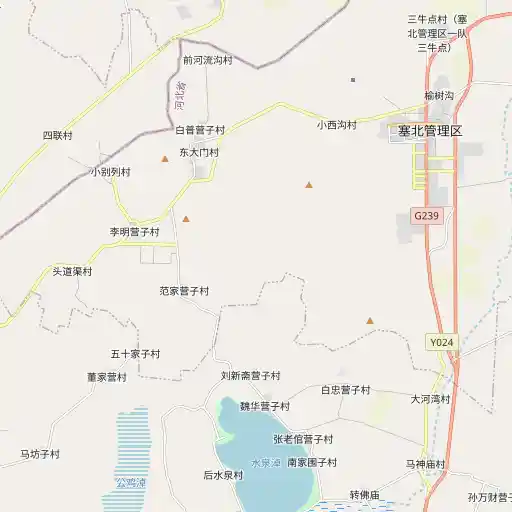 三牛点村（塞
北管理区一队
三牛点）
前河流沟村
河北省
榆树沟
四联村
白普营子村
小西沟村
塞北管理区
东大门村
小别列村
G239
李明营子村
头道渠村
范家营子村
Y024
五十家子村
董家营村
刘新斋营子村
白忠营子村
大河湾村
魏华营子村
张老倌营子村
马坊子村
水泉淖
南家围子村
马神庙村
后水泉村
公鸡淖
转佛庙
孙万财营子